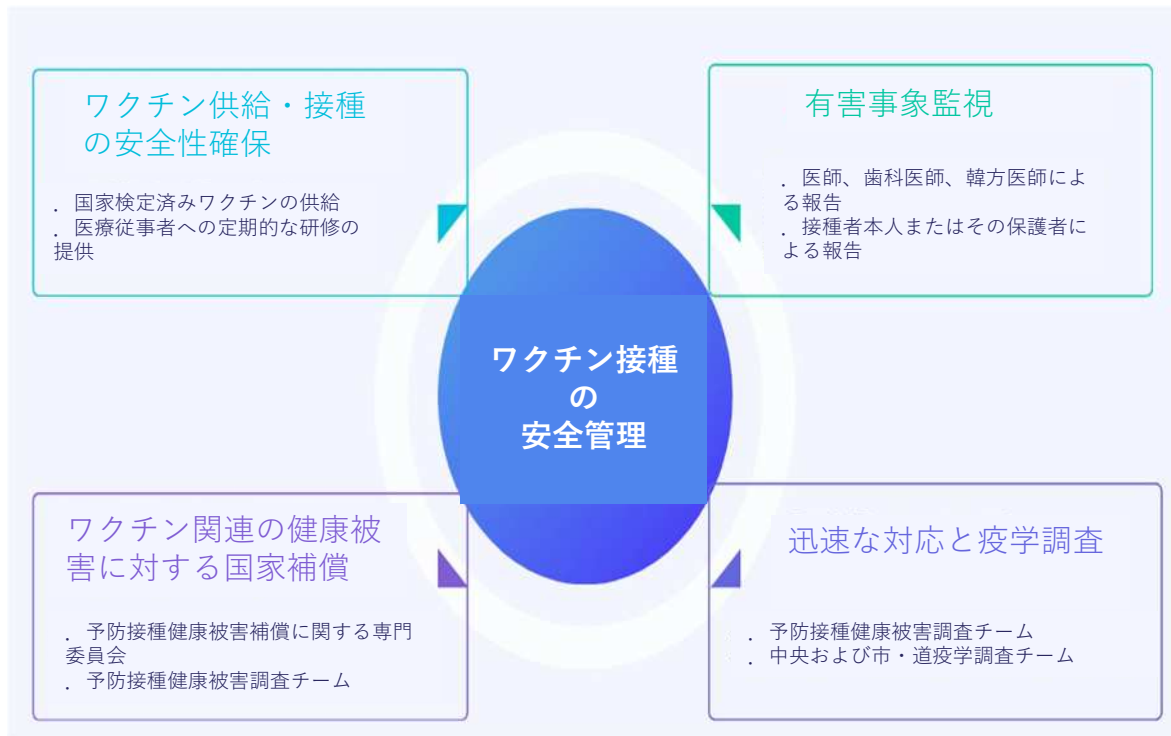 ワクチン供給・接種
の安全性確保
. 国家検定済みワクチンの供給
. 医療従事者への定期的な研修の
提供
有害事象監視
. 医師、歯科医師、韓方医師によ
る報告
. 接種者本人またはその保護者に
よる報告
ワクチン接種
の
安全管理
ワクチン関連の健康被
害に対する国家補償
. 予防接種健康被害補償に関する専門
委員会
. 予防接種健康被害調査チーム
迅速な対応と疫学調査
. 予防接種健康被害調査チーム
. 中央および市・道疫学調査チーム